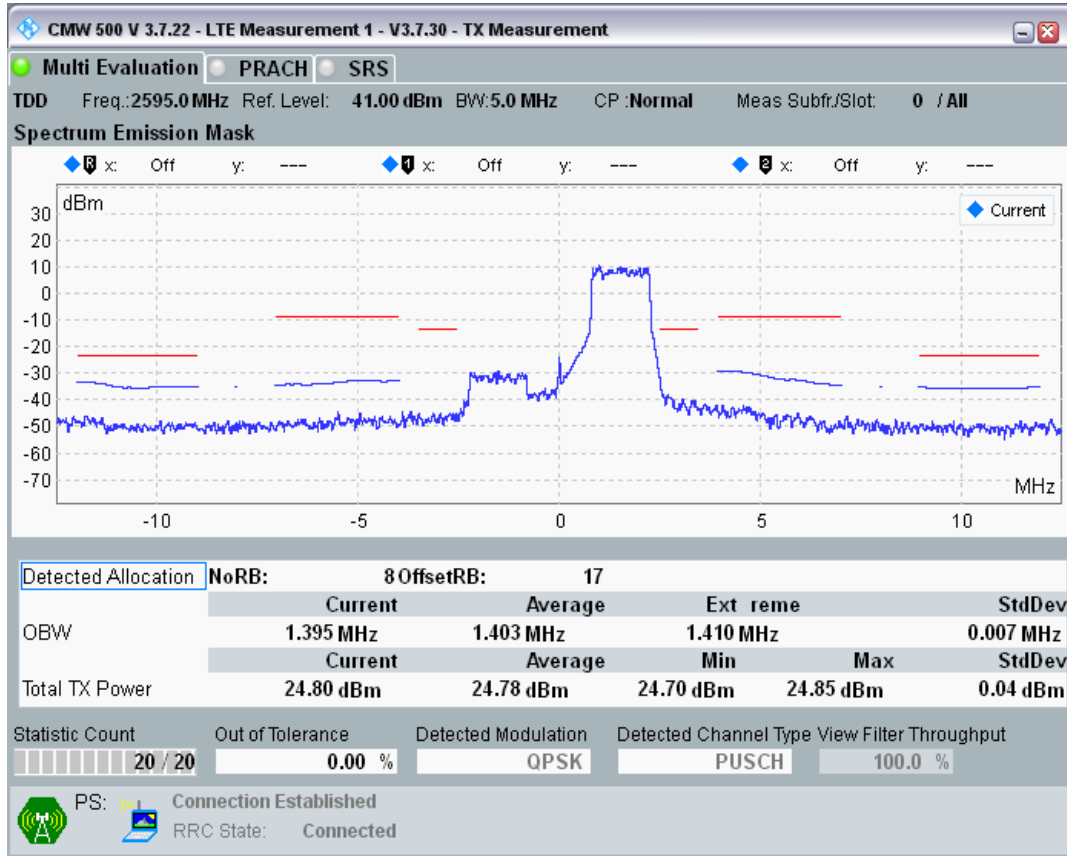 CMW 500 V 3.7.22 - LTE Measurement 1 - V3.7.30 - TX Measurement
Multi Evaluation PRACH SRS
TDD Freq.:2595.0 MHz Ref. Level: 41.00 dBm BW:5.0 MHz CP :Normal Meas Subfr./Slot: 0 / All
Spectrum Emission Mask
R x: Off y: --- 1 x: Off y: --- 2 x: Off y: ---
dBm
Current
30
20
10
0
-10
-20
-30
-40
-50
-60
-70
MHz
-10 -5 0 5 10
Detected Allocation NoRB: 8 OffsetRB: 17
Current Average Ext reme StdDev
OBW 1.395 MHz 1.403 MHz 1.410 MHz 0.007 MHz
Current Average Min Max StdDev
Total TX Power 24.80 dBm 24.78 dBm 24.70 dBm 24.85 dBm 0.04 dBm
Statistic Count Out of Tolerance Detected Modulation Detected Channel Type View Filter Throughput
20 / 20 0.00 % QPSK PUSCH 100.0 %
PS: Connection Established
RRC State: Connected